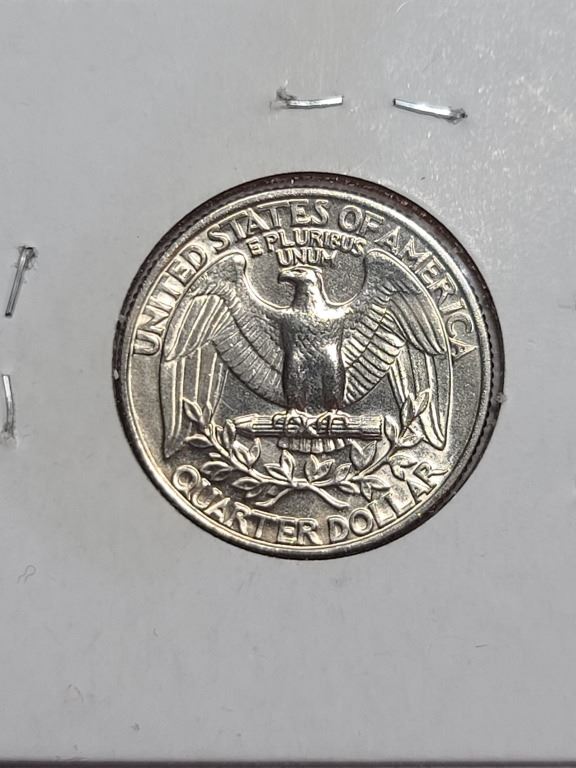 UNITED STATES OF AMERICA
E PLURIBUS
UNUM
QUARTER DOLLAR